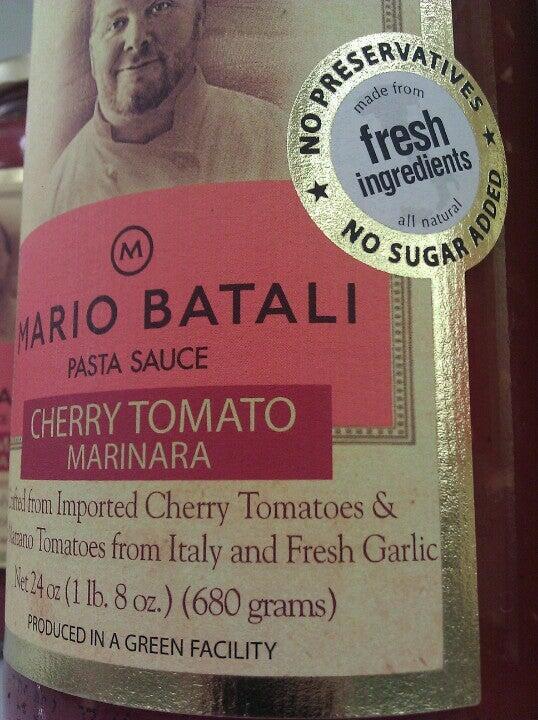 NO PRESERVATIVES
made from
fresh
ingredients
all natural
NO SUGAR ADDED
M
MARIO BATALI
PASTA SAUCE
CHERRY TOMATO
MARINARA
from Imported Cherry Tomatoes &
Tomatoes from Italy and Fresh Garlic
Net 24 oz (1 lb. 8 oz.) (680 grams)
PRODUCED IN A GREEN FACILITY